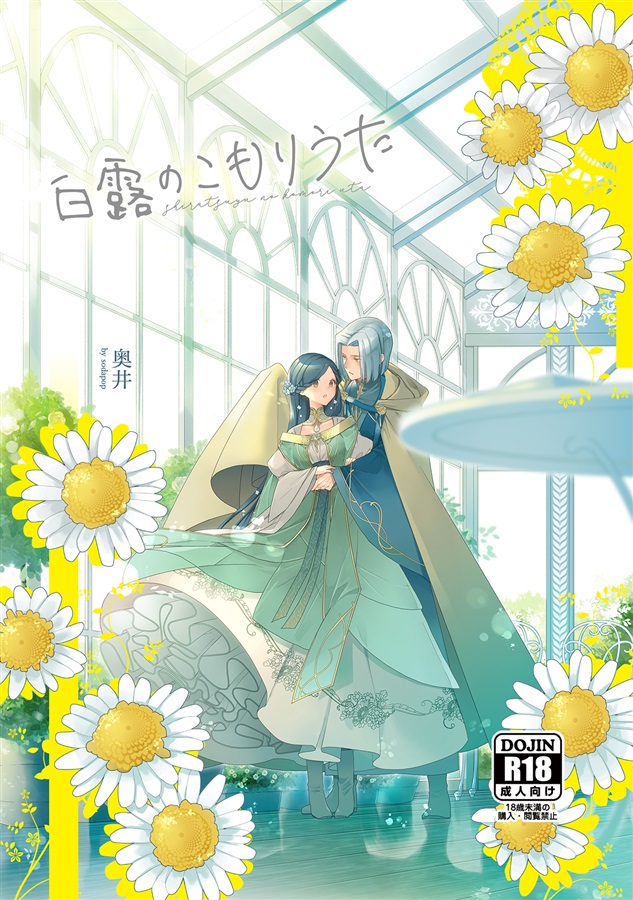 白露のこもりうた
shiratsuyu no komori uta
奥井
by sodapop
DOJIN
R18
成人向け
18歳未満の
購入・閲覧禁止